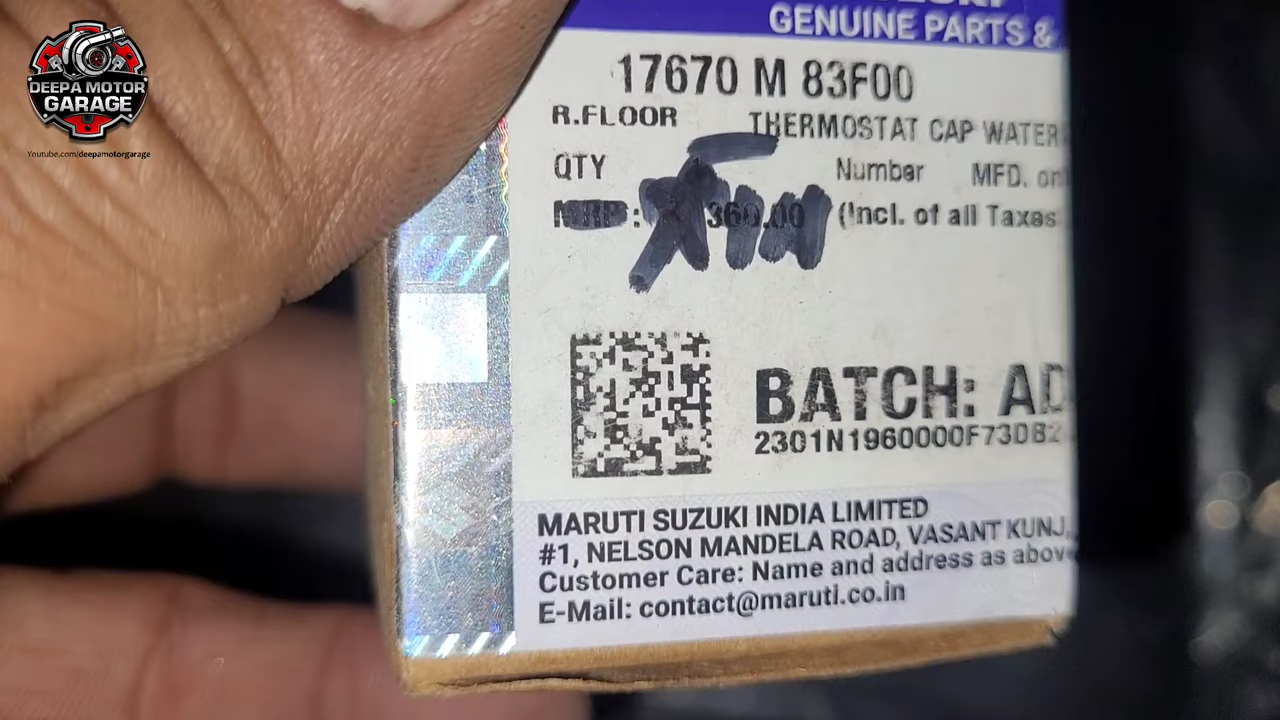 DEEPA MOTOR
GARAGE
Youtube.com/deepamotorgarage
GENUINE PARTS &
17670 M 83F00
R.FLOOR THERMOSTAT CAP WATER
QTY Number MFD. on
MRP : 360.00 (Incl. of all Taxes
BATCH: AD
2301N1960000F73DB2
MARUTI SUZUKI INDIA LIMITED
#1, NELSON MANDELA ROAD, VASANT KUNJ,
Customer Care: Name and address as above
E-Mail: contact@maruti.co.in